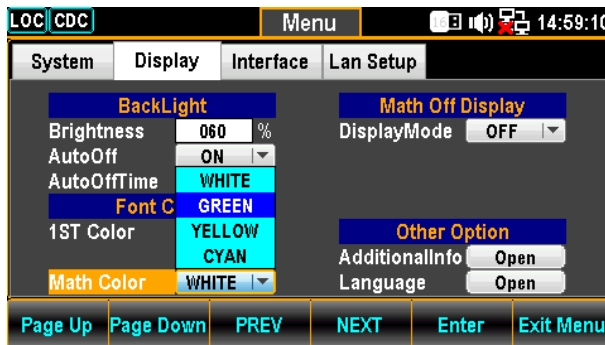 LOC CDC Menu 16 14:59:10
System Display Interface Lan Setup
BackLight
Brightness 060 %
AutoOff ON
AutoOffTime
Font C
1ST Color
Math Color WHITE
WHITE
GREEN
YELLOW
CYAN
Math Off Display
DisplayMode OFF
Other Option
AdditionalInfo Open
Language Open
Page Up Page Down PREV NEXT Enter Exit Menu